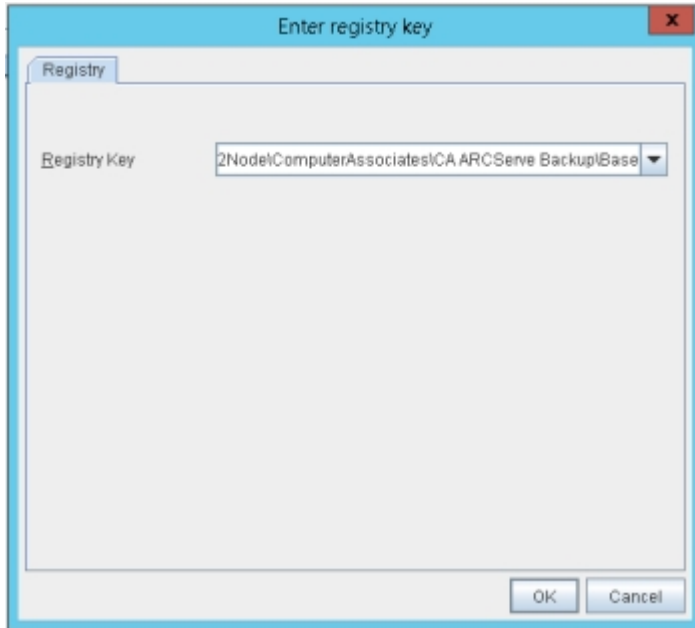 Enter registry key
x
Registry
Registry Key 2Node\ComputerAssociates\CA ARCServe Backup\Base
OK Cancel